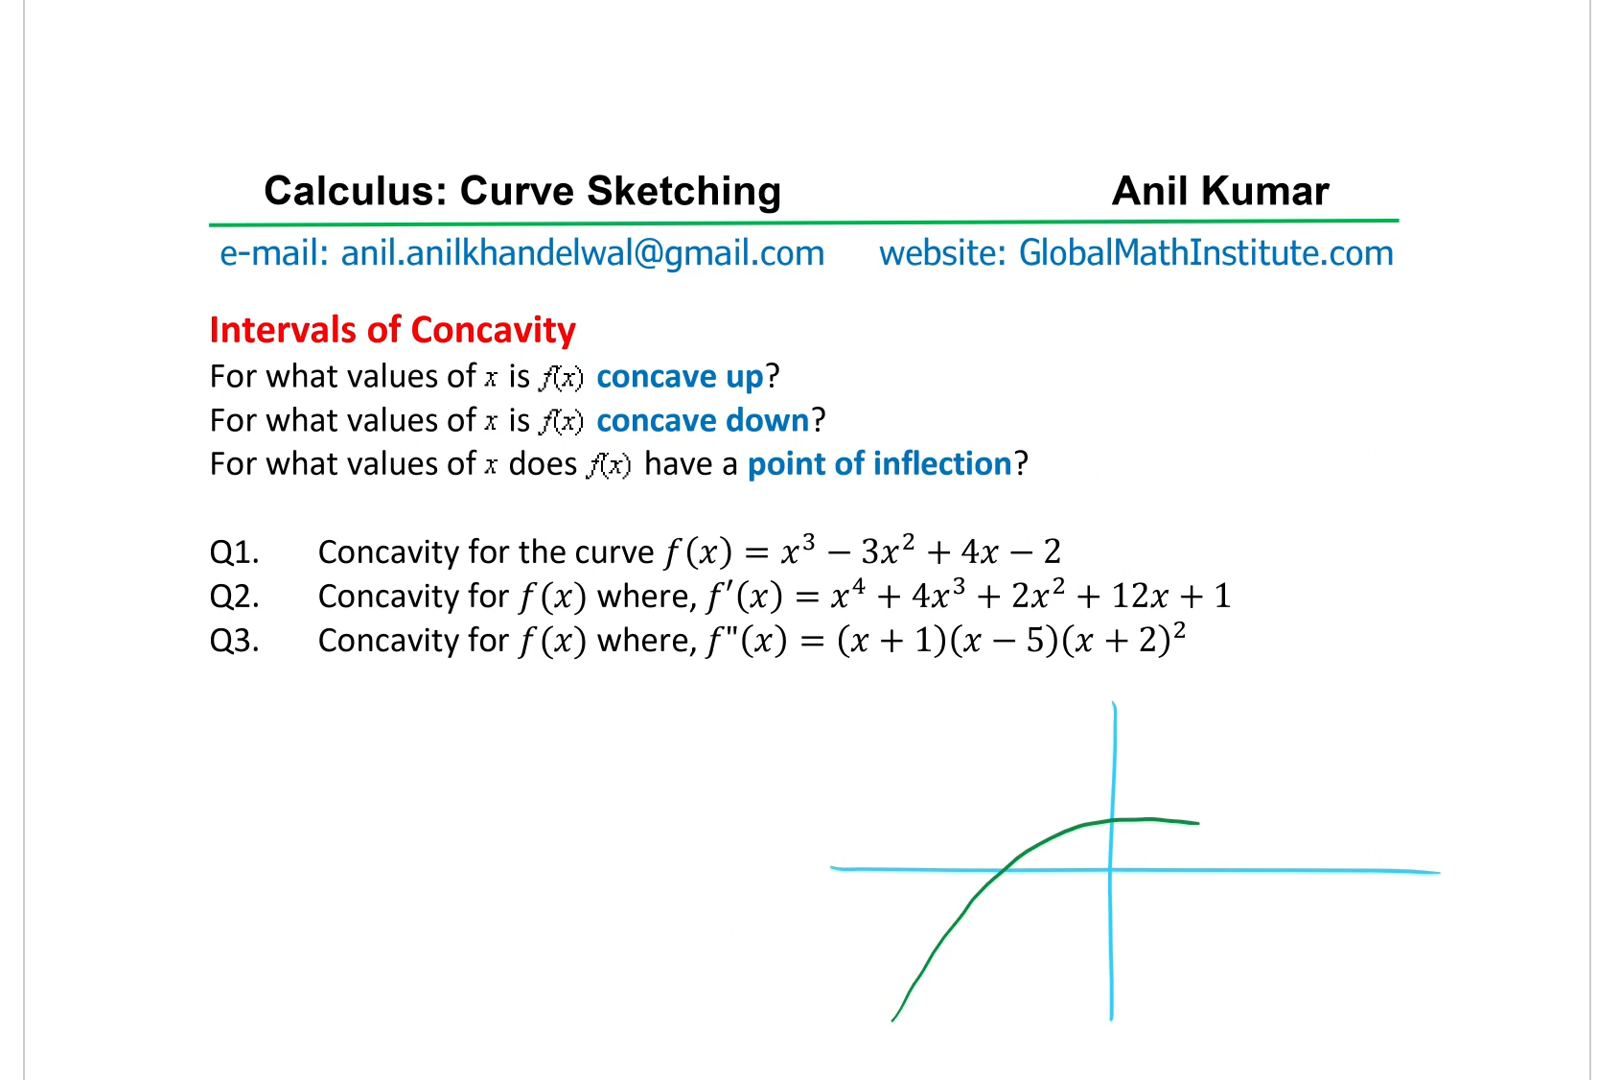 Calculus: Curve Sketching Anil Kumar
e-mail: anil.anilkhandelwal@gmail.com website: GlobalMathInstitute.com
Intervals of Concavity
For what values of x is f(x) concave up?
For what values of x is f(x) concave down?
For what values of x does f(x) have a point of inflection?
Q1. Concavity for the curve f(x) = x³ − 3x² + 4x − 2
Q2. Concavity for f(x) where, f′(x) = x⁴ + 4x³ + 2x² + 12x + 1
Q3. Concavity for f(x) where, f"(x) = (x + 1)(x − 5)(x + 2)²